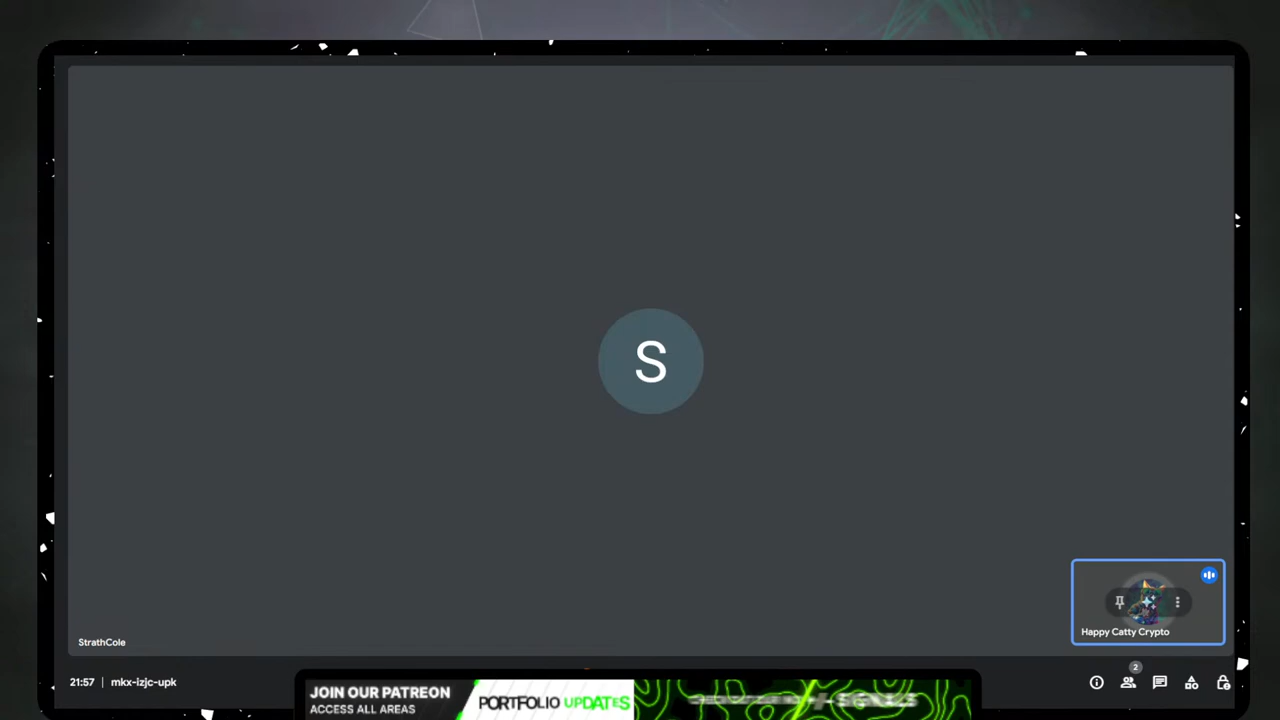 S
StrathCole
Happy Catty Crypto
2
21:57 | mkx-izjc-upk
JOIN OUR PATREON
ACCESS ALL AREAS
PORTFOLIO UPDATES